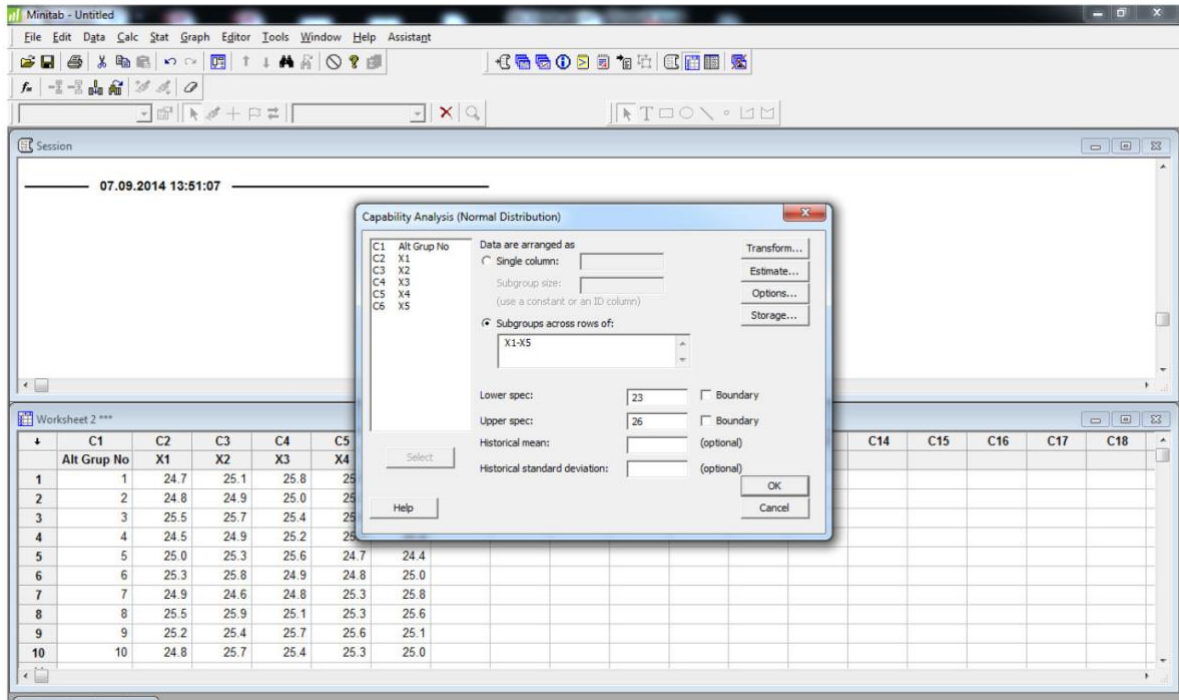 Minitab - Untitled
File Edit Data Calc Stat Graph Editor Tools Window Help Assistant
Session
07.09.2014 13:51:07
Capability Analysis (Normal Distribution)
C1 Alt Grup No
C2 X1
C3 X2
C4 X3
C5 X4
C6 X5
Data are arranged as
Single column:
Subgroup size:
(use a constant or an ID column)
Subgroups across rows of:
X1-X5
Transform...
Estimate...
Options...
Storage...
Lower spec: 23 Boundary
Upper spec: 26 Boundary
Historical mean: (optional)
Historical standard deviation: (optional)
Select
Help
OK
Cancel
Worksheet 2 ***
C1 C2 C3 C4 C5 C14 C15 C16 C17 C18
Alt Grup No X1 X2 X3 X4
1 1 24.7 25.1 25.8
2 2 24.8 24.9 25.0
3 3 25.5 25.7 25.4
4 4 24.5 24.9 25.2
5 5 25.0 25.3 25.6 24.7 24.4
6 6 25.3 25.8 24.9 24.8 25.0
7 7 24.9 24.6 24.8 25.3 25.8
8 8 25.5 25.9 25.1 25.3 25.6
9 9 25.2 25.4 25.7 25.6 25.1
10 10 24.8 25.7 25.4 25.3 25.0